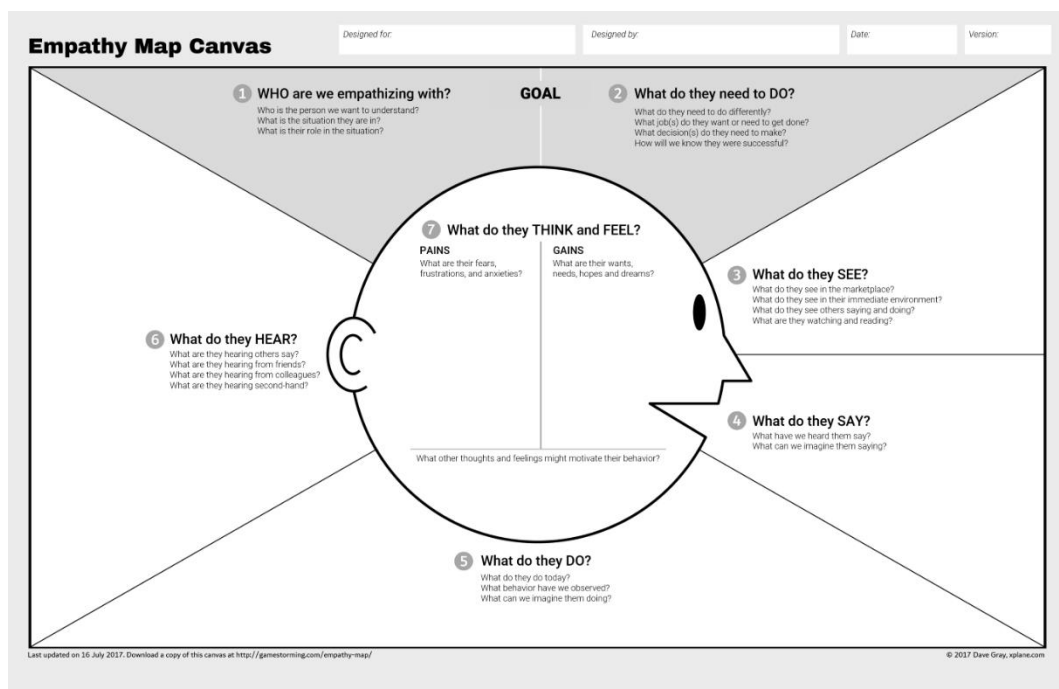 Empathy Map Canvas
Designed for:
Designed by:
Date:
Version:
1 WHO are we empathizing with?
Who is the person we want to understand?
What is the situation they are in?
What is their role in the situation?
GOAL
2 What do they need to DO?
What do they need to do differently?
What job(s) do they want or need to get done?
What decision(s) do they need to make?
How will we know they were successful?
3 What do they SEE?
What do they see in the marketplace?
What do they see in their immediate environment?
What do they see others saying and doing?
What are they watching and reading?
4 What do they SAY?
What have we heard them say?
What can we imagine them saying?
5 What do they DO?
What do they do today?
What behavior have we observed?
What can we imagine them doing?
6 What do they HEAR?
What are they hearing others say?
What are they hearing from friends?
What are they hearing from colleagues?
What are they hearing second-hand?
7 What do they THINK and FEEL?
PAINS
What are their fears,
frustrations, and anxieties?
GAINS
What are their wants,
needs, hopes and dreams?
What other thoughts and feelings might motivate their behavior?
Last updated on 16 July 2017. Download a copy of this canvas at http://gamestorming.com/empathy-map/
© 2017 Dave Gray, xplane.com